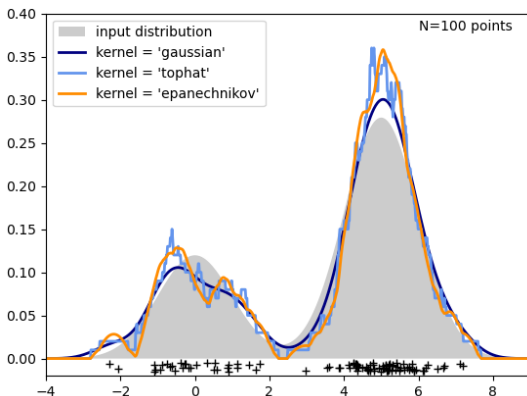 0.40
0.35
0.30
0.25
0.20
0.15
0.10
0.05
0.00
input distribution
kernel = 'gaussian'
kernel = 'tophat'
kernel = 'epanechnikov'
N=100 points
−4 −2 0 2 4 6 8